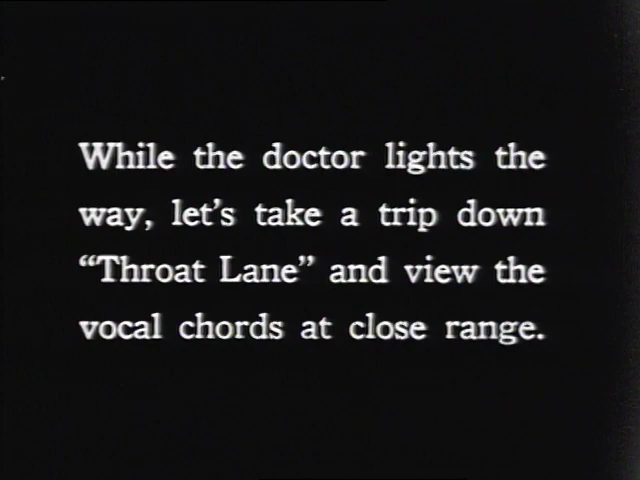 While the doctor lights the
way, let's take a trip down
“Throat Lane” and view the
vocal chords at close range.